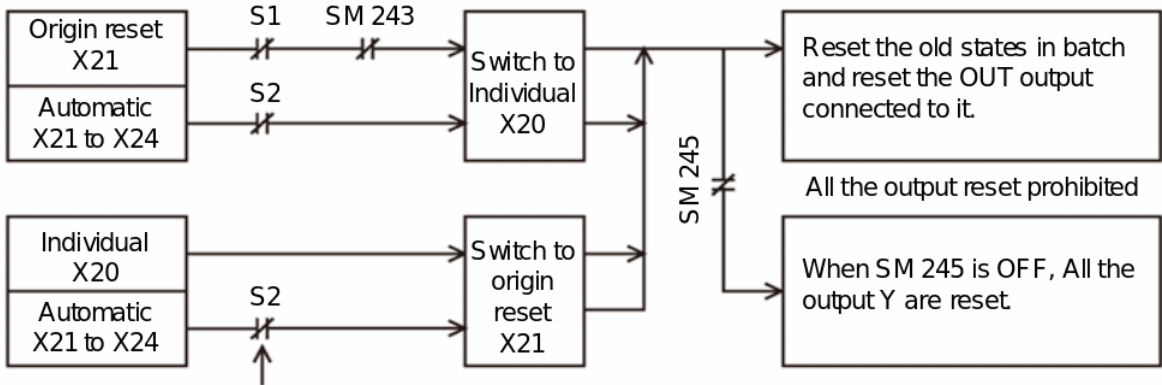 S1
SM 243
Origin reset
X21
Automatic
X21 to X24
S2
Switch to
Individual
X20
Reset the old states in batch
and reset the OUT output
connected to it.
SM 245
All the output reset prohibited
Individual
X20
Automatic
X21 to X24
S2
Switch to
origin
reset
X21
When SM 245 is OFF, All the
output Y are reset.